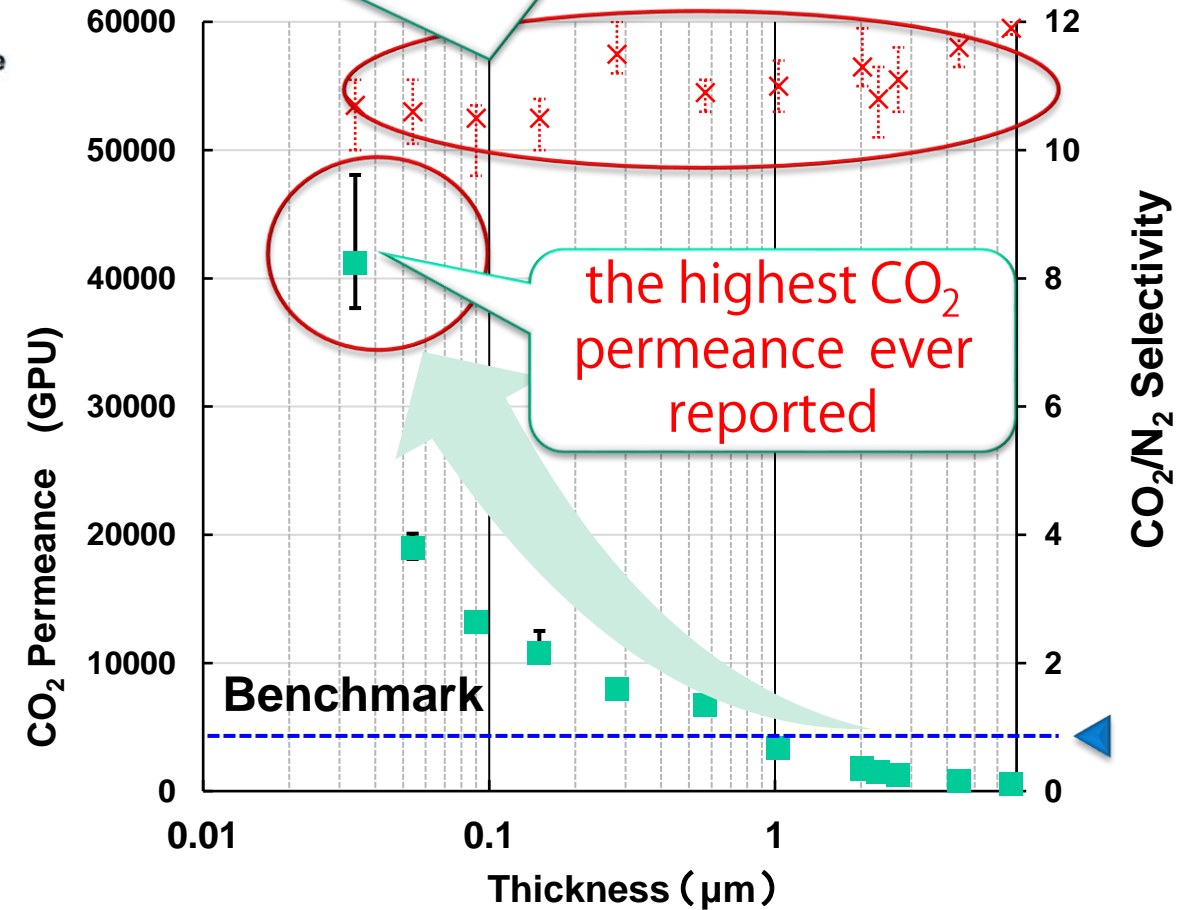 e
60000
50000
40000
30000
20000
10000
0
CO2 Permeance (GPU)
12
10
8
6
4
2
0
CO2/N2 Selectivity
the highest CO2
permeance ever
reported
Benchmark
0.01
0.1
1
Thickness（μm）